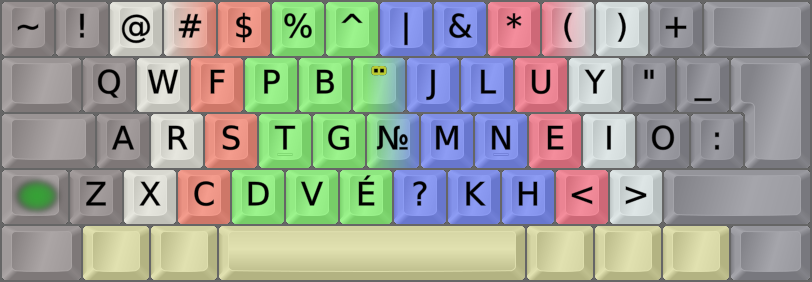 ~ ! @ # $ % ^ | & * ( ) +
Q W F P B J L U Y " _
A R S T G № M N E I O :
Z X C D V É ? K H < >